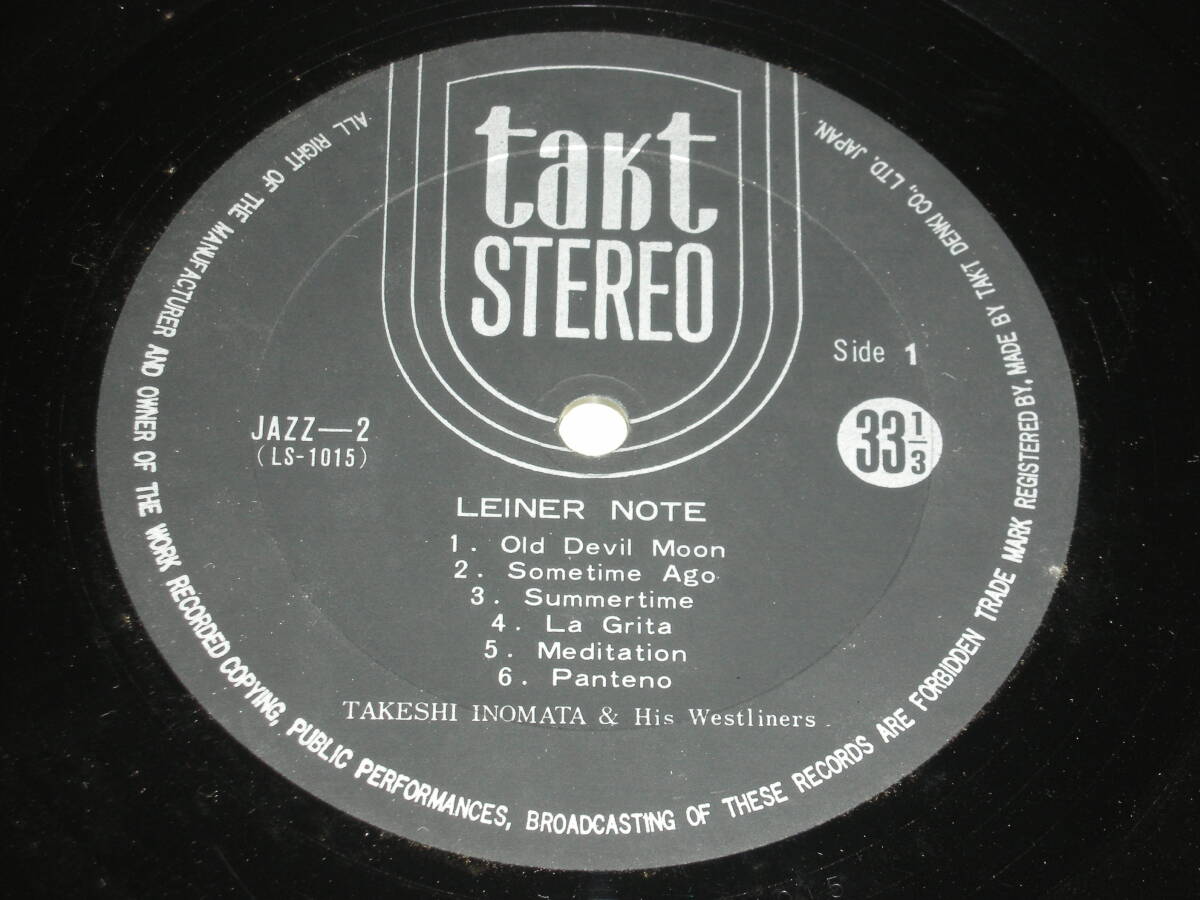 takt
STEREO
Side 1
33 1/3
JAZZ—2
(LS-1015)
LEINER NOTE
1. Old Devil Moon
2. Sometime Ago
3. Summertime
4. La Grita
5. Meditation
6. Panteno
TAKESHI INOMATA & His Westliners
ALL RIGHT OF THE MANUFACTURER AND OWNER OF THE WORK RECORDED COPYING, PUBLIC PERFORMANCES, BROADCASTING OF THESE RECORDS ARE FORBIDDEN TRADE MARK REGISTERED BY, MADE BY TAKT DENKI CO., LTD. JAPAN.